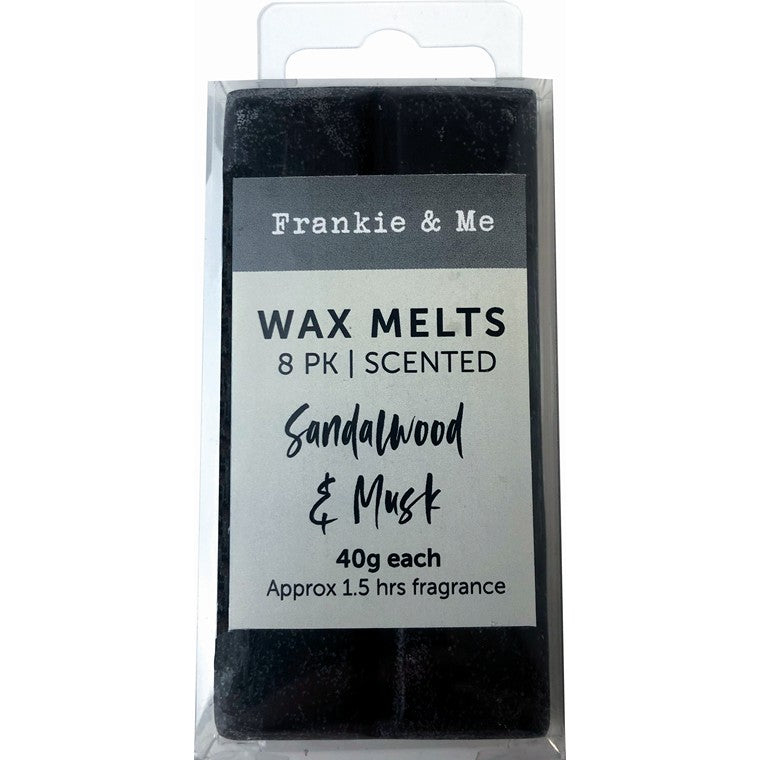 Frankie & Me
WAX MELTS
8 PK | SCENTED
Sandalwood
& Musk
40g each
Approx 1.5 hrs fragrance